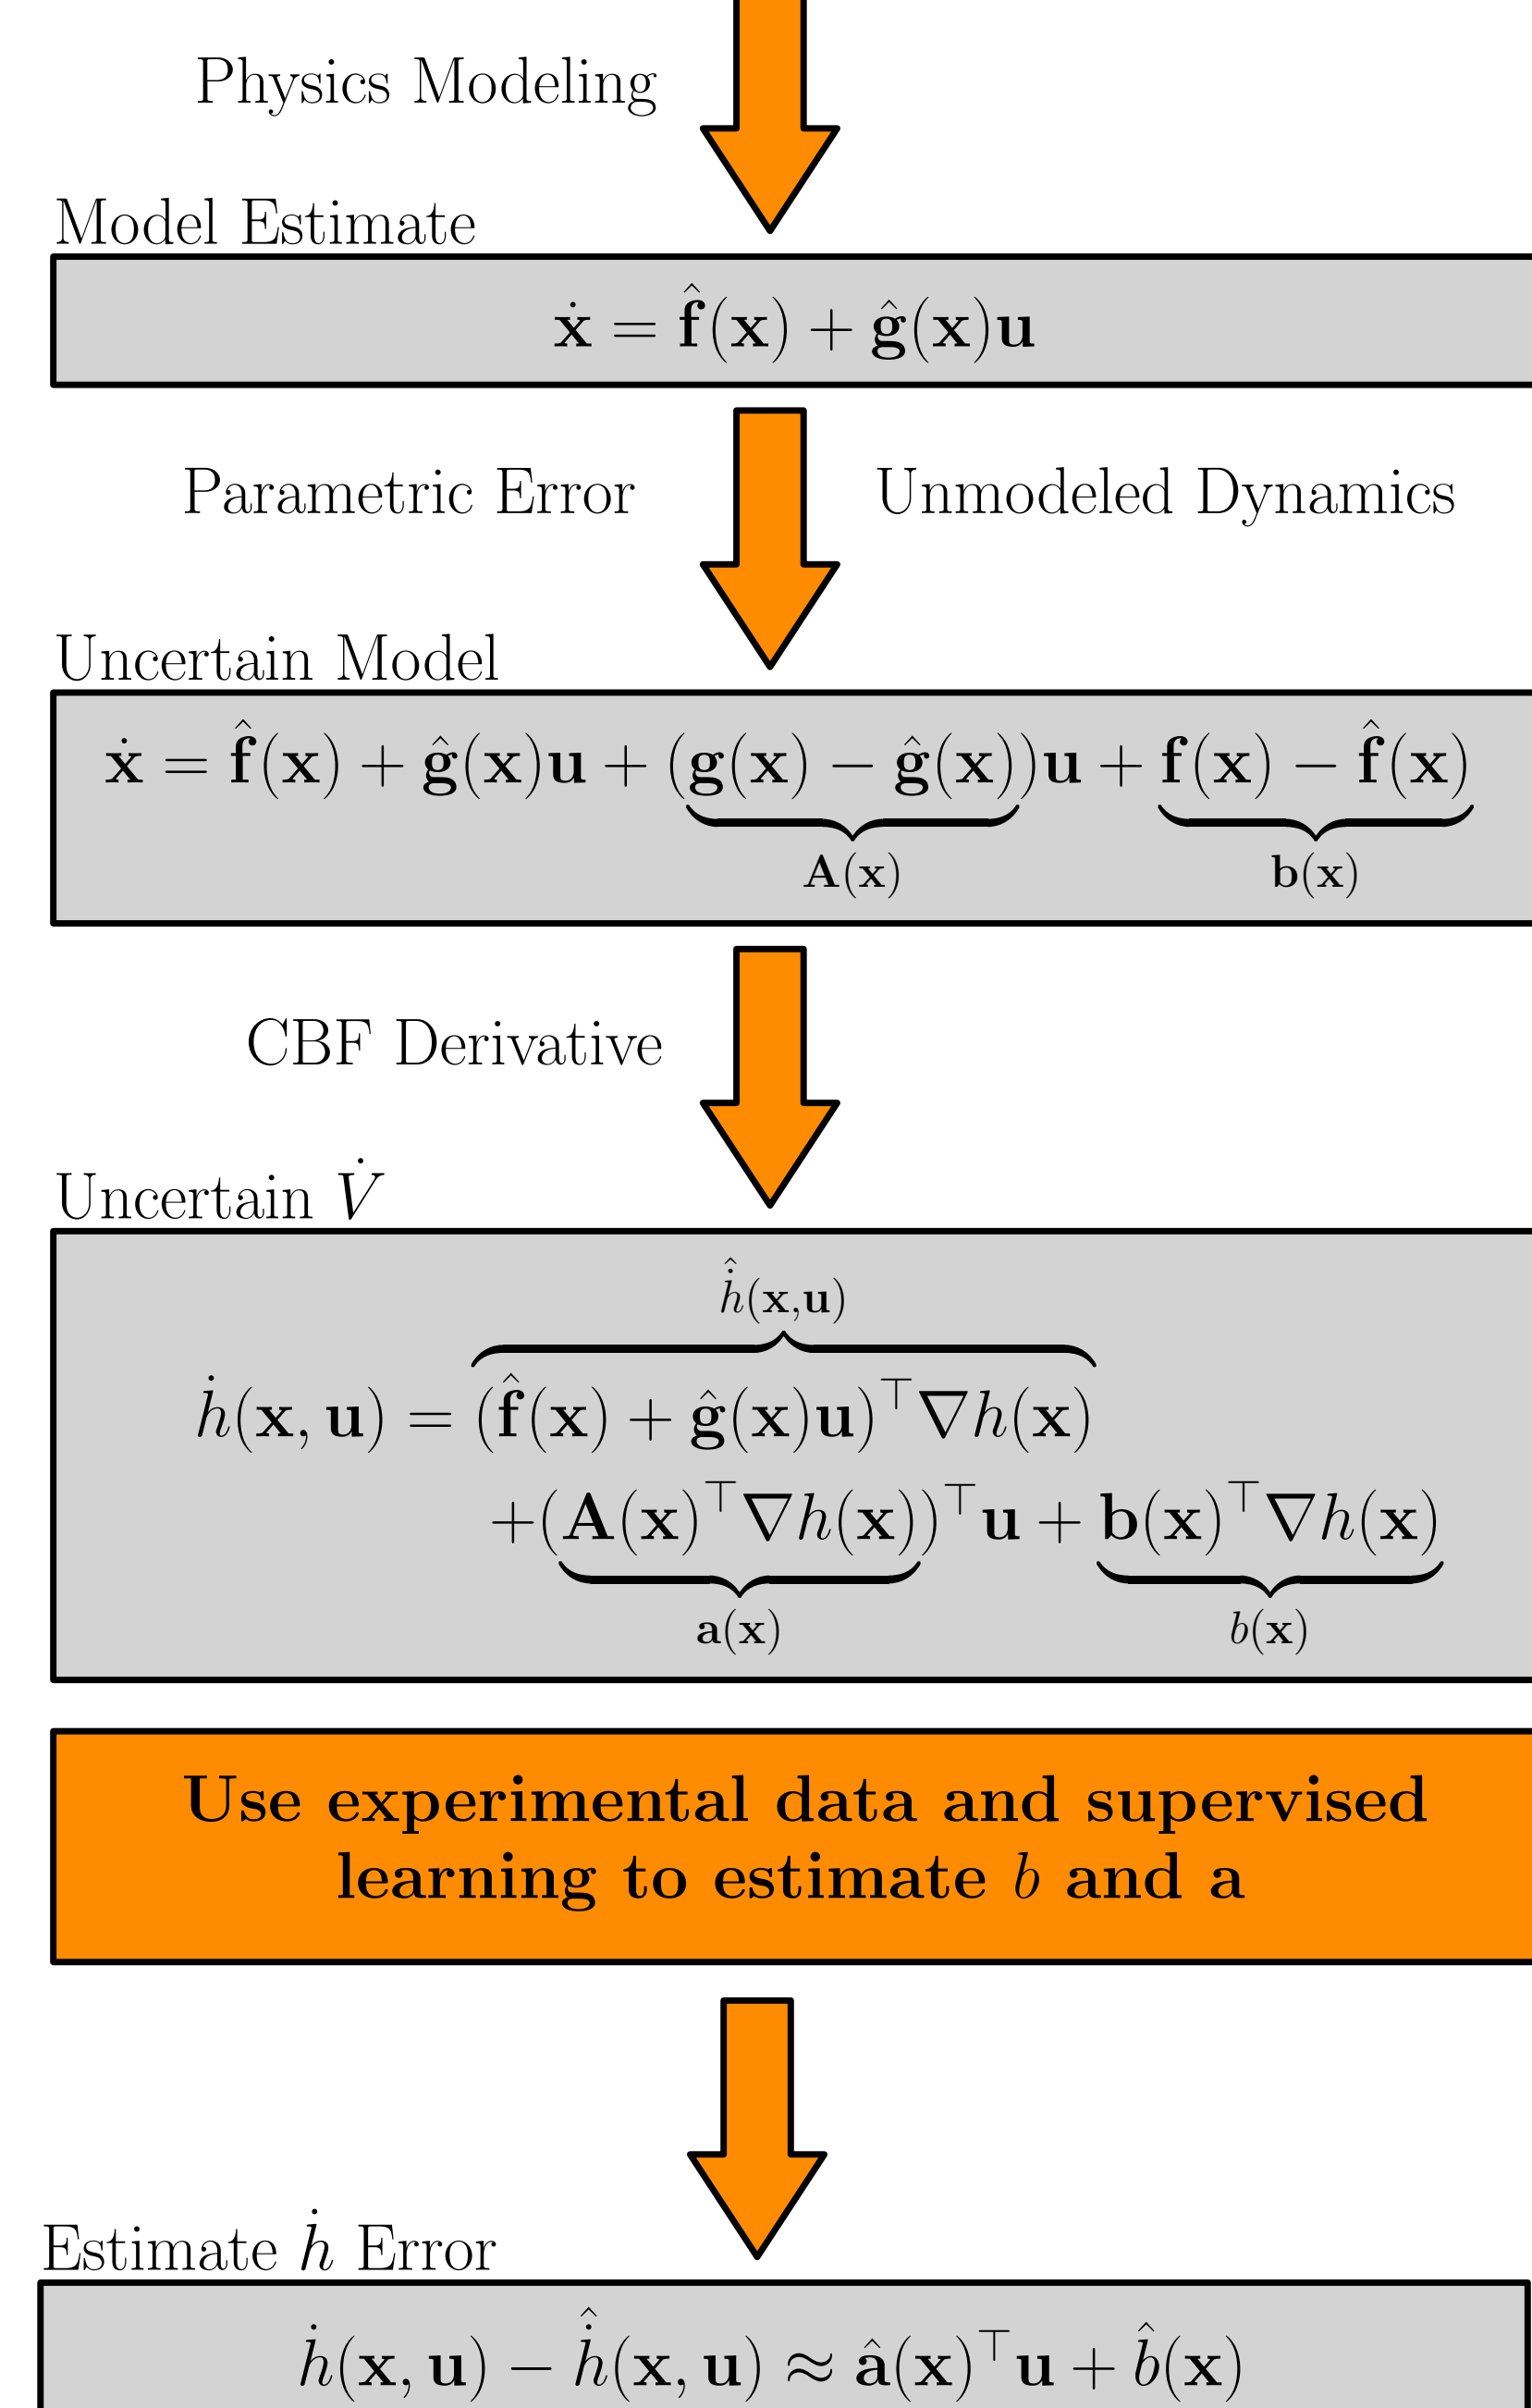 Physics Modeling
Model Estimate
ẋ = f̂(x) + ĝ(x)u
Parametric Error Unmodeled Dynamics
Uncertain Model
ẋ = f̂(x) + ĝ(x)u + (g(x) − ĝ(x))u + f(x) − f̂(x)
A(x) b(x)
CBF Derivative
Uncertain V̇
ḣ̂(x,u)
ḣ(x, u) = (f̂(x) + ĝ(x)u)⊤∇h(x)
+(A(x)⊤∇h(x))⊤u + b(x)⊤∇h(x)
a(x) b(x)
Use experimental data and supervised
learning to estimate b and a
Estimate ḣ Error
ḣ(x, u) − ḣ̂(x, u) ≈ â(x)⊤u + b̂(x)